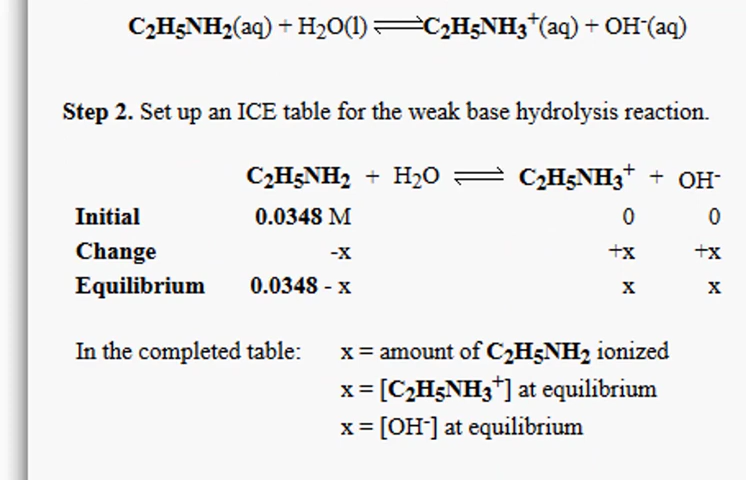 C₂H₅NH₂(aq) + H₂O(l) ⇌ C₂H₅NH₃⁺(aq) + OH⁻(aq)
Step 2. Set up an ICE table for the weak base hydrolysis reaction.
C₂H₅NH₂ + H₂O ⇌ C₂H₅NH₃⁺ + OH⁻
Initial 0.0348 M 0 0
Change -x +x +x
Equilibrium 0.0348 - x x x
In the completed table: x = amount of C₂H₅NH₂ ionized
x = [C₂H₅NH₃⁺] at equilibrium
x = [OH⁻] at equilibrium